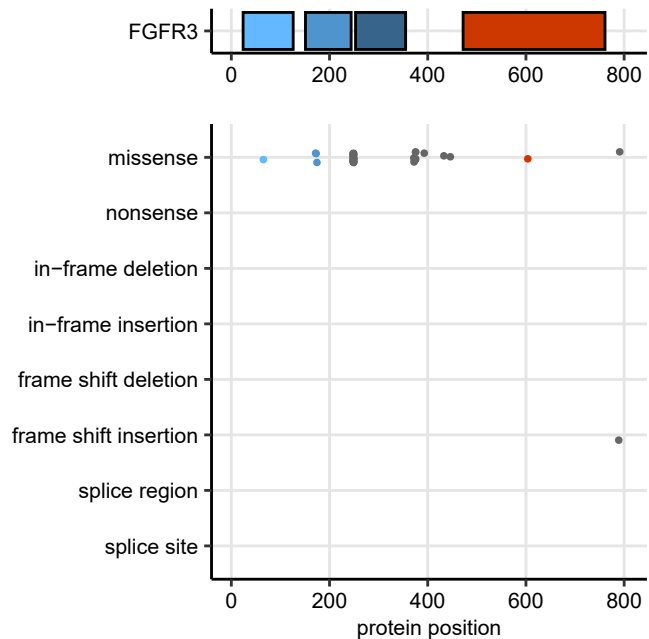 FGFR3
0 200 400 600 800
missense
nonsense
in−frame deletion
in−frame insertion
frame shift deletion
frame shift insertion
splice region
splice site
0 200 400 600 800
protein position